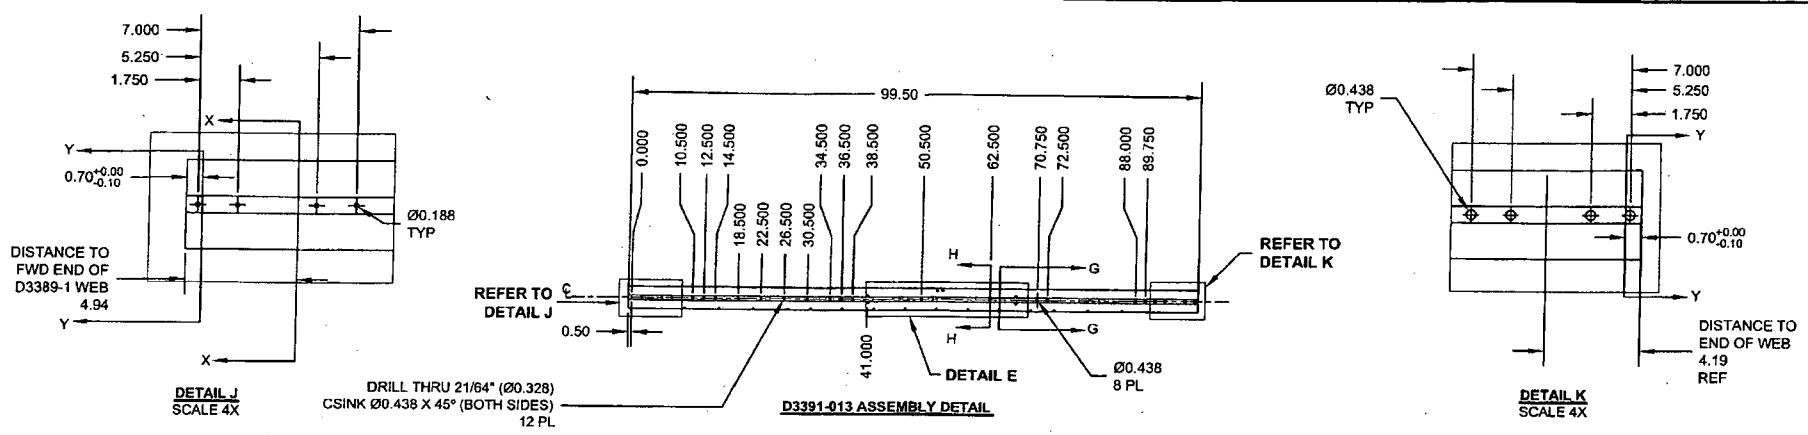 7.000
5.250
1.750
X
Y
0.70 +0.00 -0.10
Ø0.188
TYP
DISTANCE TO
FWD END OF
D3389-1 WEB
4.94
Y
X
DETAIL J
SCALE 4X
99.50
0.000
10.500
12.500
14.500
34.500
36.500
38.500
50.500
62.500
70.750
72.500
88.000
89.750
18.500
22.500
26.500
30.500
H
G
REFER TO
DETAIL K
REFER TO
DETAIL J
℄
0.50
H
G
41.000
DETAIL E
Ø0.438
8 PL
DRILL THRU 21/64" (Ø0.328)
CSINK Ø0.438 X 45° (BOTH SIDES)
12 PL
D3391-013 ASSEMBLY DETAIL
7.000
5.250
1.750
Ø0.438
TYP
Y
0.70 +0.00 -0.10
Y
DISTANCE TO
END OF WEB
4.19
REF
DETAIL K
SCALE 4X